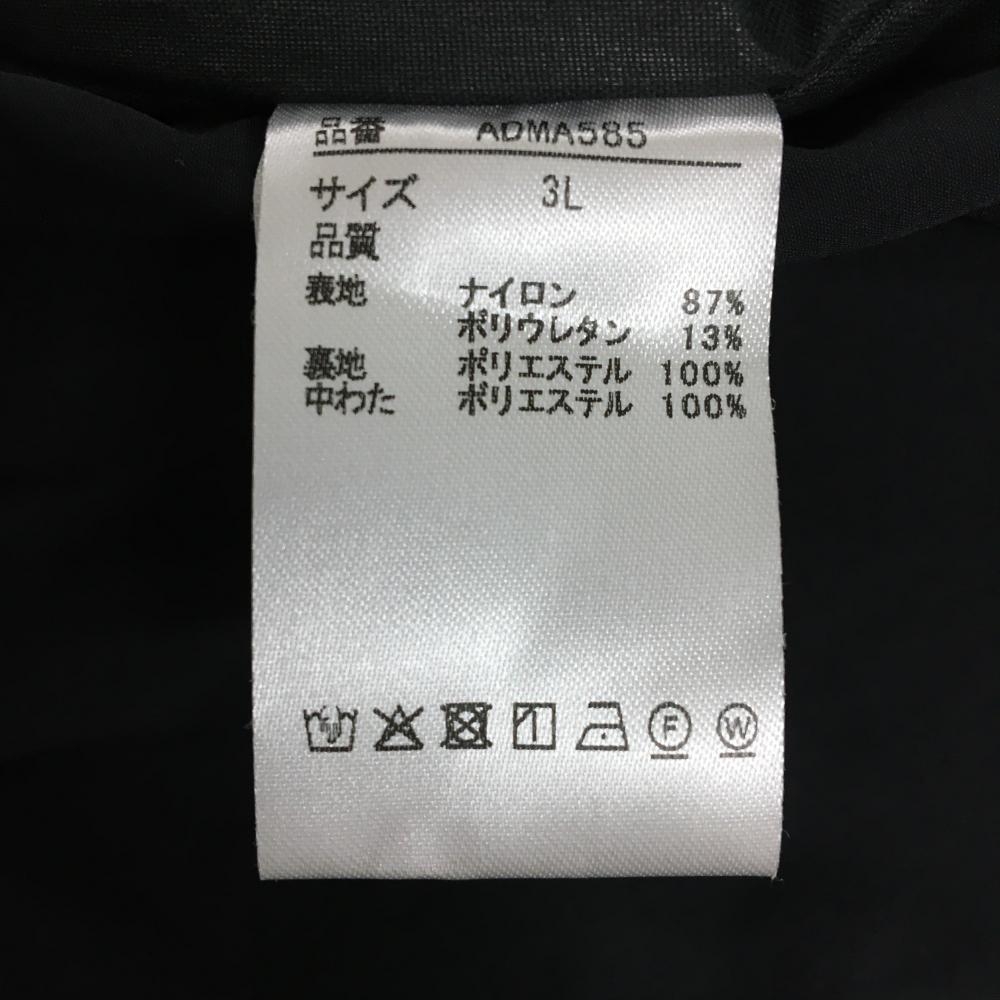 品番 ADMA585
サイズ 3L
品質
表地 ナイロン 87%
ポリウレタン 13%
裏地 ポリエステル 100%
中わた ポリエステル 100%
F W